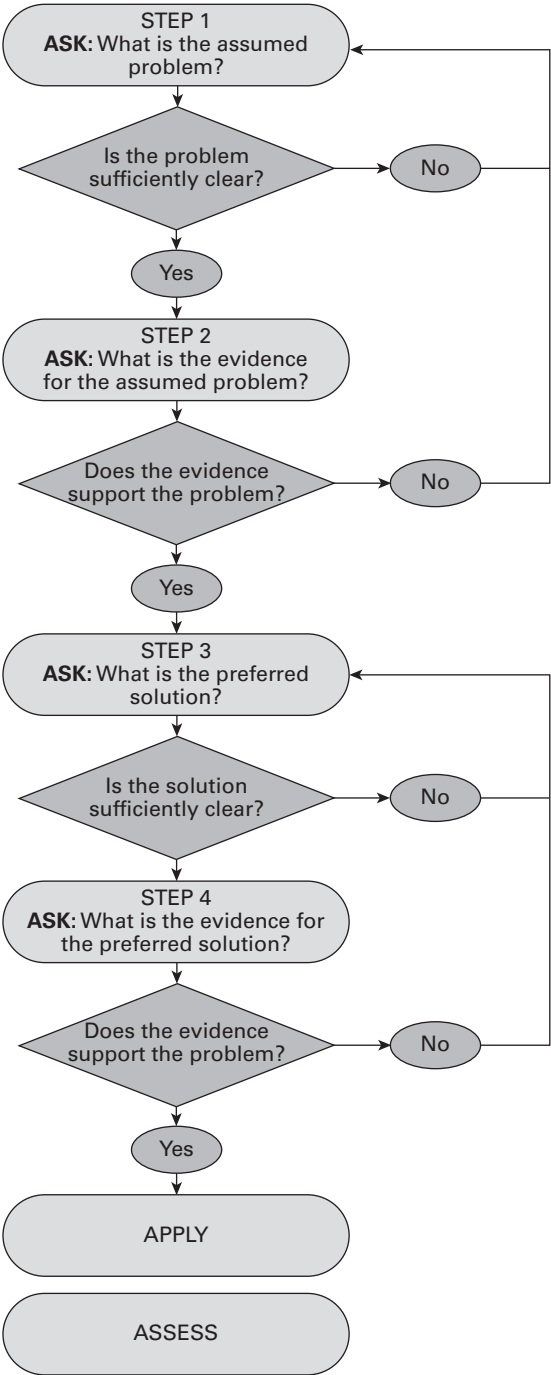 STEP 1
ASK: What is the assumed
problem?
Is the problem
sufficiently clear?
No
Yes
STEP 2
ASK: What is the evidence
for the assumed problem?
Does the evidence
support the problem?
No
Yes
STEP 3
ASK: What is the preferred
solution?
Is the solution
sufficiently clear?
No
STEP 4
ASK: What is the evidence for
the preferred solution?
Does the evidence
support the problem?
No
Yes
APPLY
ASSESS